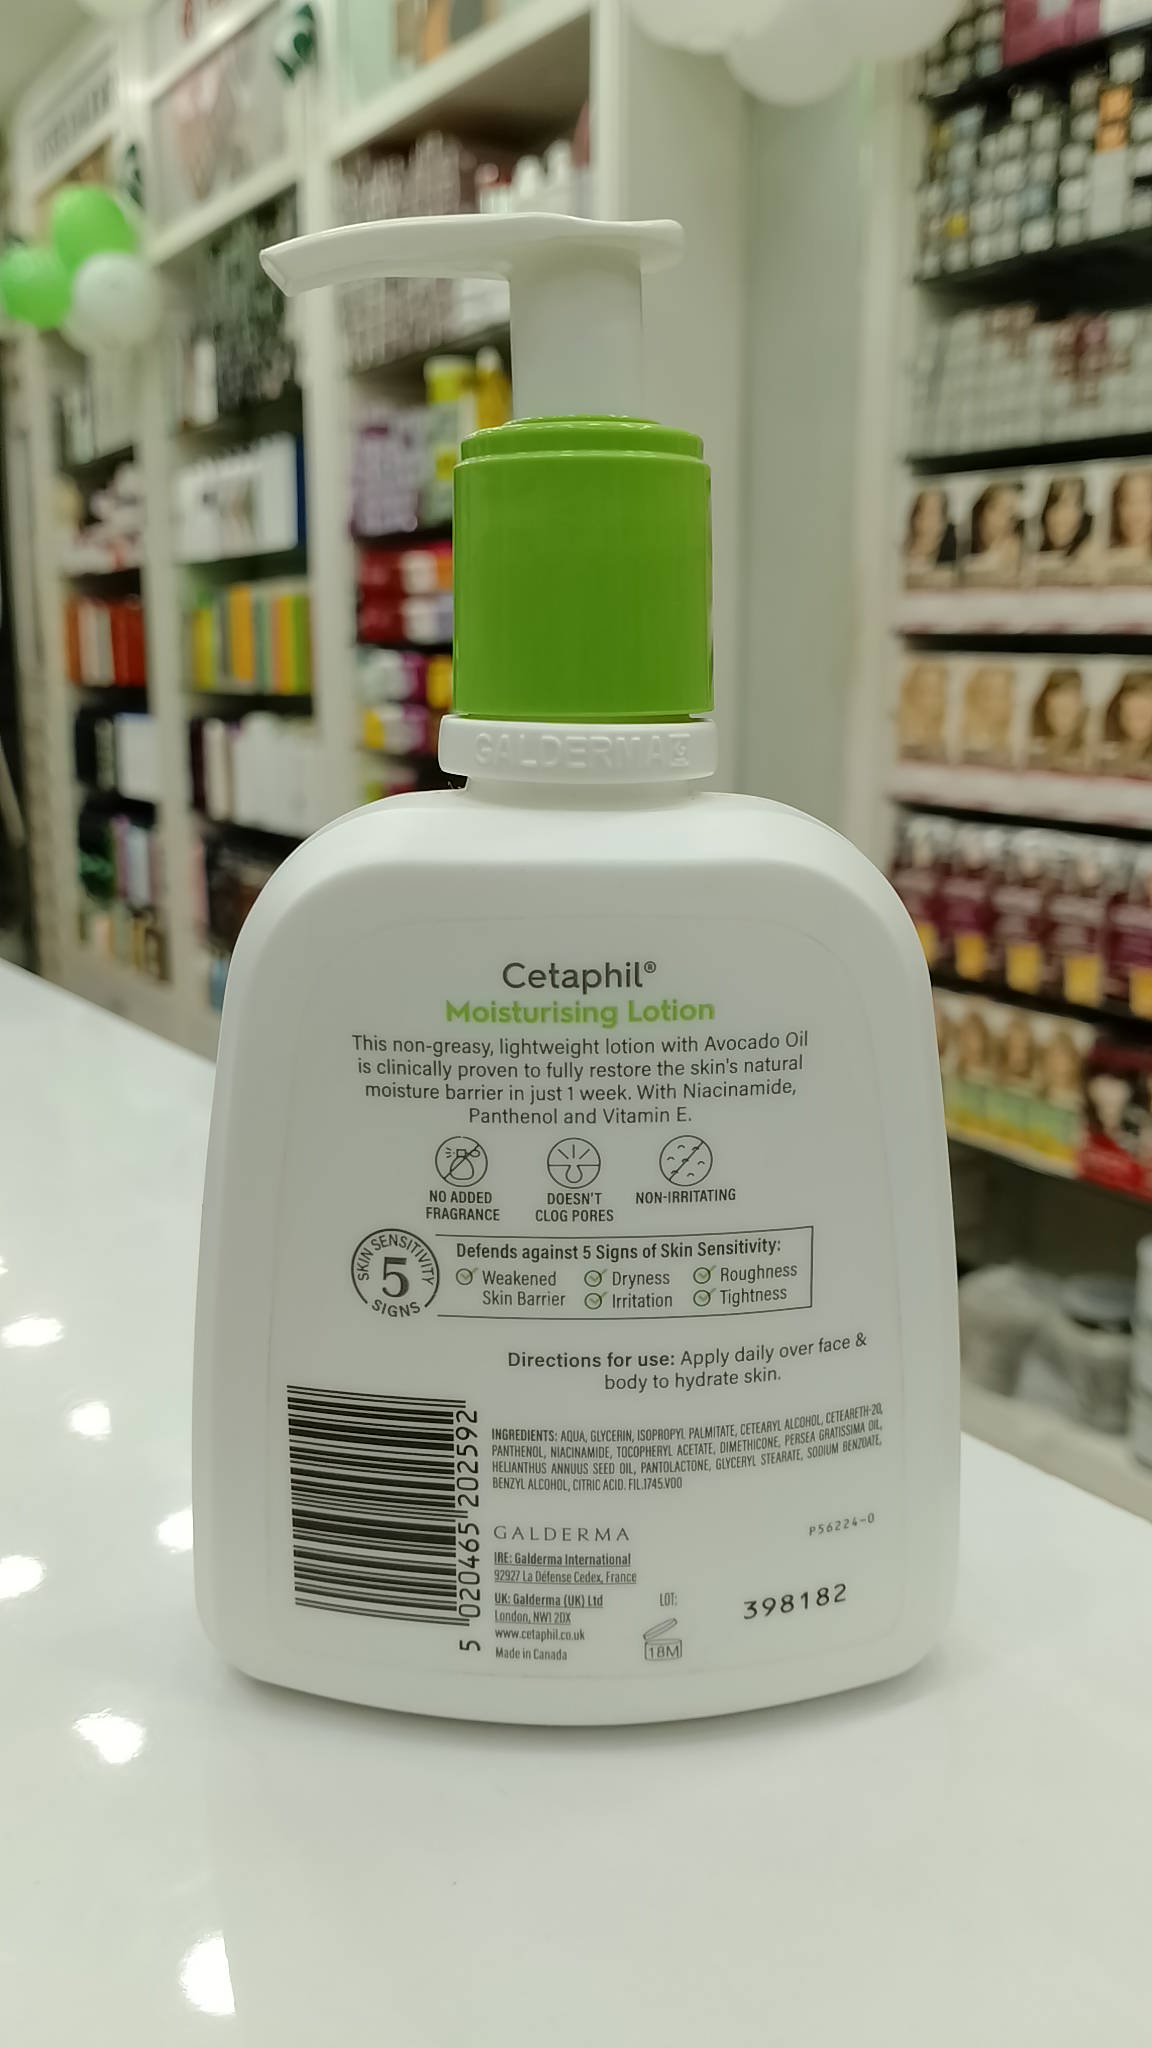 GALDERMA
Cetaphil®
Moisturising Lotion
This non-greasy, lightweight lotion with Avocado Oil
is clinically proven to fully restore the skin's natural
moisture barrier in just 1 week. With Niacinamide,
Panthenol and Vitamin E.
NO ADDED
FRAGRANCE
DOESN'T
CLOG PORES
NON-IRRITATING
SKIN SENSITIVITY
5
SIGNS
Defends against 5 Signs of Skin Sensitivity:
Weakened
Skin Barrier
Dryness
Irritation
Roughness
Tightness
Directions for use: Apply daily over face &
body to hydrate skin.
INGREDIENTS: AQUA, GLYCERIN, ISOPROPYL PALMITATE, CETEARYL ALCOHOL, CETEARETH-20,
PANTHENOL, NIACINAMIDE, TOCOPHERYL ACETATE, DIMETHICONE, PERSEA GRATISSIMA OIL,
HELIANTHUS ANNUUS SEED OIL, PANTOLACTONE, GLYCERYL STEARATE, SODIUM BENZOATE,
BENZYL ALCOHOL, CITRIC ACID. FIL.1745.V00
5 020465 202592
GALDERMA
P56224-0
IRE: Galderma International
92927 La Défense Cedex, France
UK: Galderma (UK) Ltd
London, NW1 2DX
www.cetaphil.co.uk
Made in Canada
LOT:
398182
18M